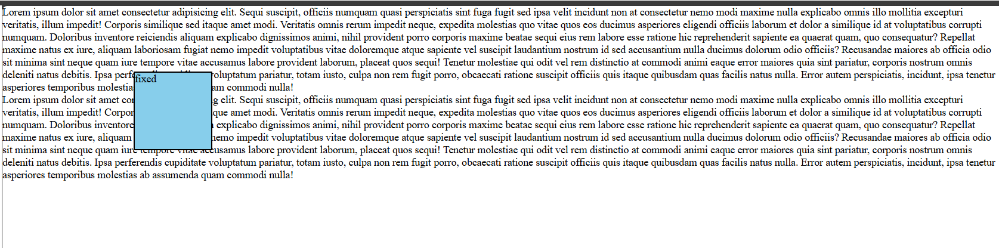 Lorem ipsum dolor sit amet consectetur adipisicing elit. Sequi suscipit, officiis numquam quasi perspiciatis sint fuga fugit sed ipsa velit incidunt non at consectetur nemo modi maxime nulla explicabo omnis illo mollitia excepturi
veritatis, illum impedit! Corporis similique sed itaque amet modi. Veritatis omnis rerum impedit neque, expedita molestias quo vitae quos eos ducimus asperiores eligendi officiis laborum et dolor a similique id at voluptatibus corrupti
numquam. Doloribus inventore reiciendis aliquam explicabo dignissimos animi, nihil provident porro corporis maxime beatae sequi eius rem labore esse ratione hic reprehenderit sapiente ea quaerat quam, quo consequatur? Repellat
maxime natus ex iure, aliquam laboriosam fugiat nemo impedit voluptatibus vitae doloremque atque sapiente vel suscipit laudantium nostrum id sed accusantium nulla ducimus dolorum odio officiis? Recusandae maiores ab officia odio
sit minima sint neque quam iure tempore vitae accusamus labore provident laborum, placeat quos sequi! Tenetur molestiae qui odit vel rem distinctio at commodi animi eaque error maiores quia sint pariatur, corporis nostrum omnis
deleniti natus debitis. Ipsa pariatur, totam iusto, culpa non rem fugit porro, obcaecati ratione suscipit officiis quis itaque quibusdam quas facilis natus nulla. Error autem perspiciatis, incidunt, ipsa tenetur
fixed
asperiores temporibus commodi nulla!
Lorem ipsum dolor sit amet elit. Sequi suscipit, officiis numquam quasi perspiciatis sint fuga fugit sed ipsa velit incidunt non at consectetur nemo modi maxime nulla explicabo omnis illo mollitia excepturi
veritatis, illum impedit! amet modi. Veritatis omnis rerum impedit neque, expedita molestias quo vitae quos eos ducimus asperiores eligendi officiis laborum et dolor a similique id at voluptatibus corrupti
numquam. Doloribus inventore explicabo dignissimos animi, nihil provident porro corporis maxime beatae sequi eius rem labore esse ratione hic reprehenderit sapiente ea quaerat quam, quo consequatur? Repellat
maxime natus ex iure, aliquam nemo impedit voluptatibus vitae doloremque atque sapiente vel suscipit laudantium nostrum id sed accusantium nulla ducimus dolorum odio officiis? Recusandae maiores ab officia odio
sit minima sint neque quam iure tempore vitae accusamus labore provident laborum, placeat quos sequi! Tenetur molestiae qui odit vel rem distinctio at commodi animi eaque error maiores quia sint pariatur, corporis nostrum omnis
deleniti natus debitis. Ipsa perferendis cupiditate voluptatum pariatur, totam iusto, culpa non rem fugit porro, obcaecati ratione suscipit officiis quis itaque quibusdam quas facilis natus nulla. Error autem perspiciatis, incidunt, ipsa tenetur
asperiores temporibus molestias ab assumenda quam commodi nulla!